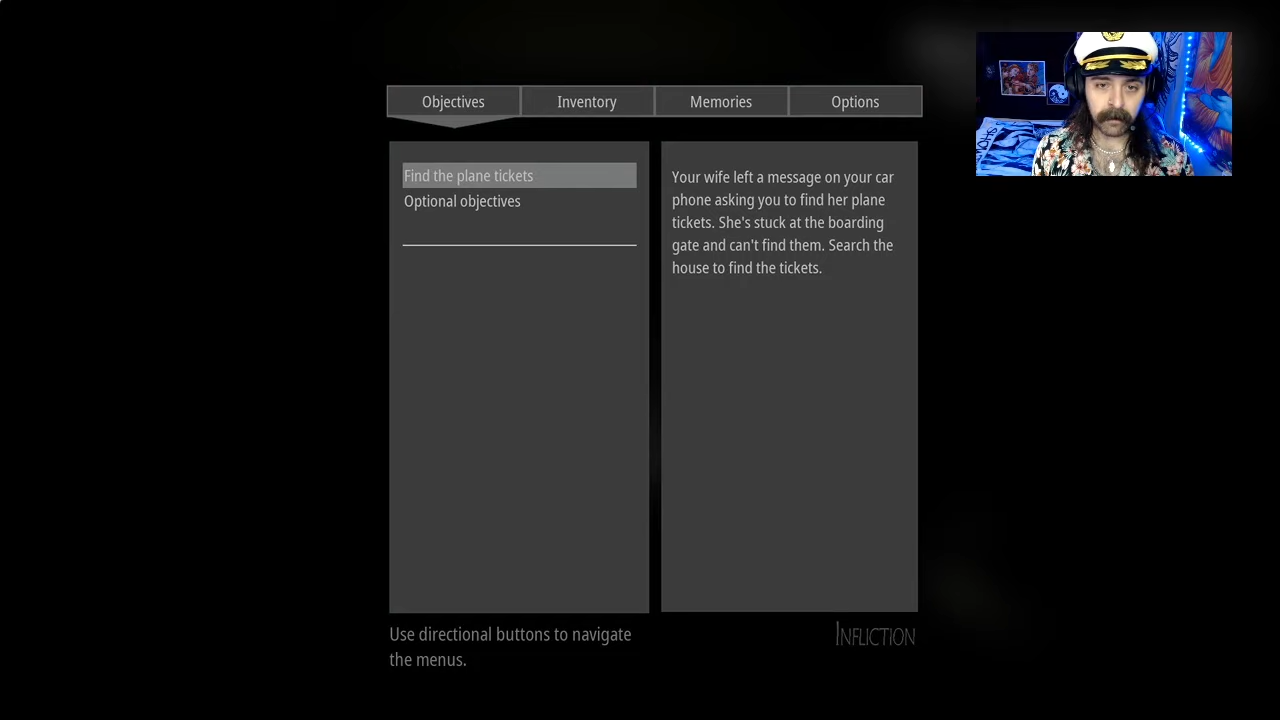 Objectives
Inventory
Memories
Options
Find the plane tickets
Optional objectives
Your wife left a message on your car
phone asking you to find her plane
tickets. She's stuck at the boarding
gate and can't find them. Search the
house to find the tickets.
Use directional buttons to navigate
the menus.
INFLICTION